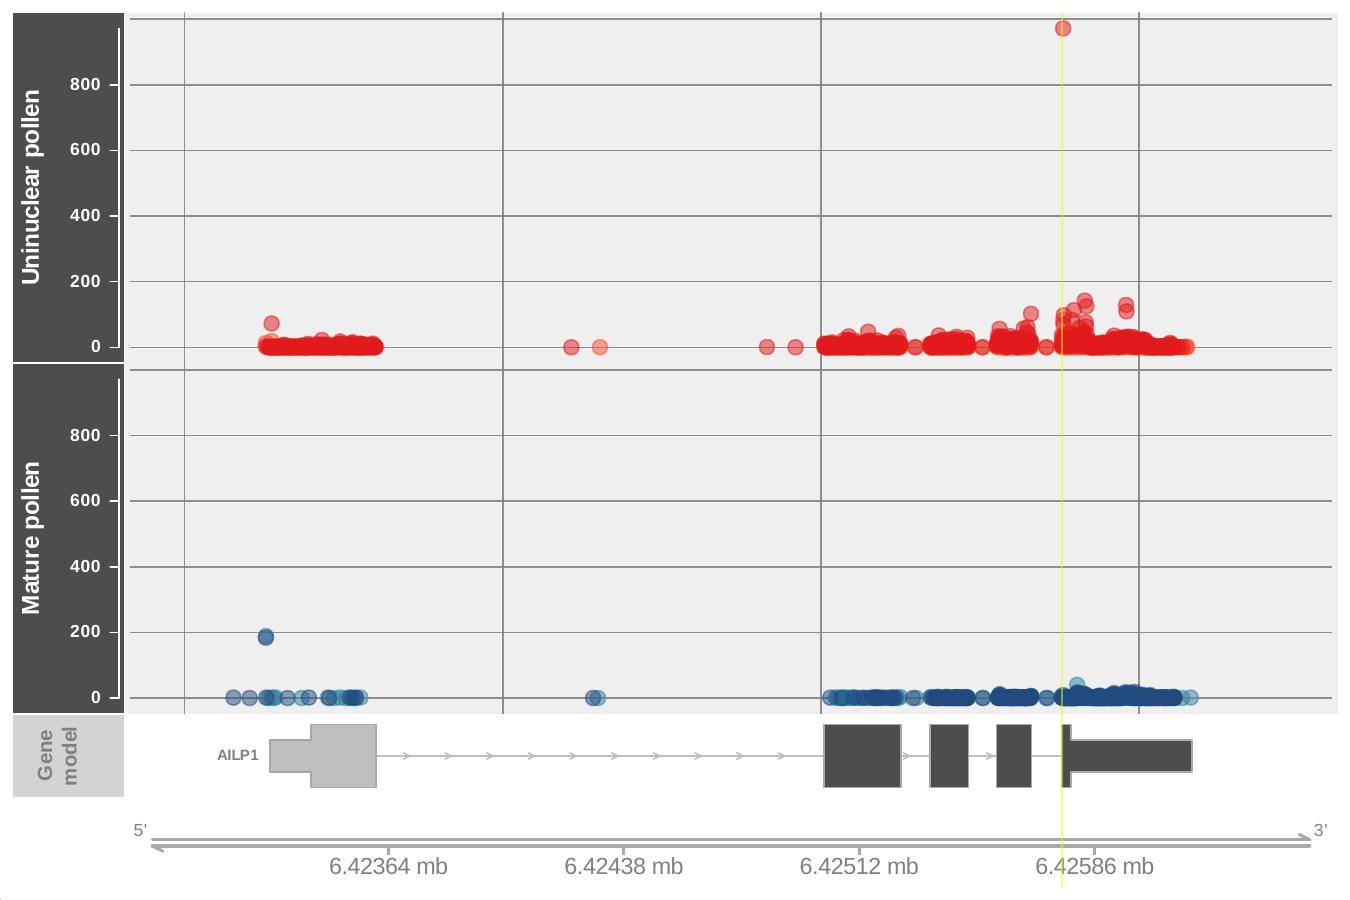 Uninuclear pollen
800
600
400
200
0
Mature pollen
800
600
400
200
0
Gene
model
AILP1
5'
3'
6.42364 mb
6.42438 mb
6.42512 mb
6.42586 mb